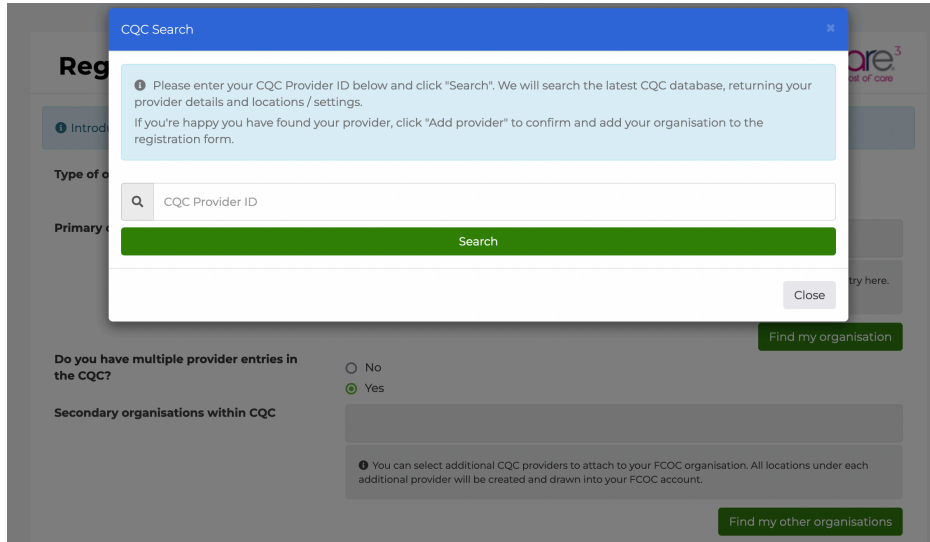 CQC Search
×
Reg
are3
ost of care
Please enter your CQC Provider ID below and click "Search". We will search the latest CQC database, returning your
provider details and locations / settings.
If you're happy you have found your provider, click "Add provider" to confirm and add your organisation to the
registration form.
Introd
Type of o
CQC Provider ID
Primary
Search
try here.
Close
Find my organisation
Do you have multiple provider entries in
the CQC?
No
Yes
Secondary organisations within CQC
You can select additional CQC providers to attach to your FCOC organisation. All locations under each
additional provider will be created and drawn into your FCOC account.
Find my other organisations